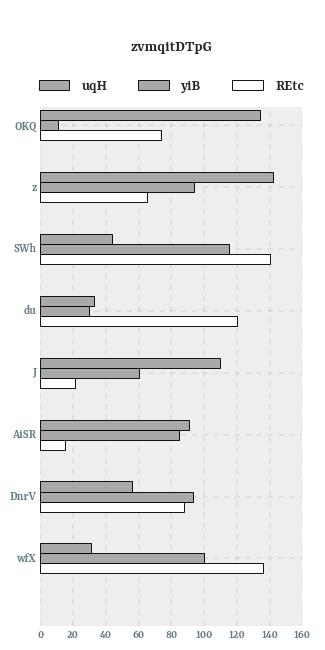 zvmqitDTpG
uqH yiB REtc
OKQ
z
SWh
du
J
AiSR
DnrV
wfX
0 20 40 60 80 100 120 140 160